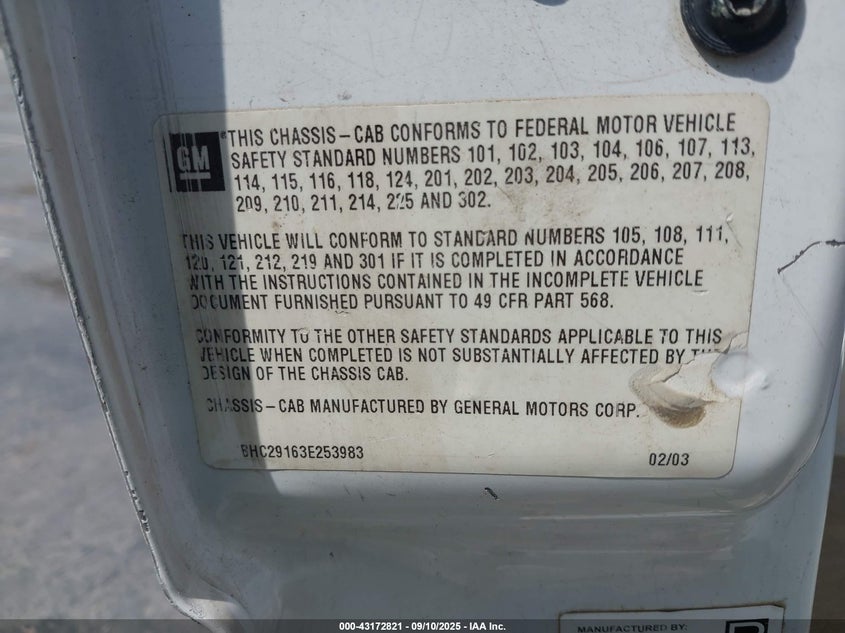 GM
THIS CHASSIS-CAB CONFORMS TO FEDERAL MOTOR VEHICLE
SAFETY STANDARD NUMBERS 101, 102, 103, 104, 106, 107, 113,
114, 115, 116, 118, 124, 201, 202, 203, 204, 205, 206, 207, 208,
209, 210, 211, 214, 225 AND 302.
THIS VEHICLE WILL CONFORM TO STANDARD NUMBERS 105, 108, 111,
120, 121, 212, 219 AND 301 IF IT IS COMPLETED IN ACCORDANCE
WITH THE INSTRUCTIONS CONTAINED IN THE INCOMPLETE VEHICLE
DOCUMENT FURNISHED PURSUANT TO 49 CFR PART 568.
CONFORMITY TO THE OTHER SAFETY STANDARDS APPLICABLE TO THIS
VEHICLE WHEN COMPLETED IS NOT SUBSTANTIALLY AFFECTED BY THE
DESIGN OF THE CHASSIS CAB.
CHASSIS-CAB MANUFACTURED BY GENERAL MOTORS CORP.
BHC29163E253983
02/03
MANUFACTURED BY:
000-43172821 - 09/10/2025 - IAA Inc.